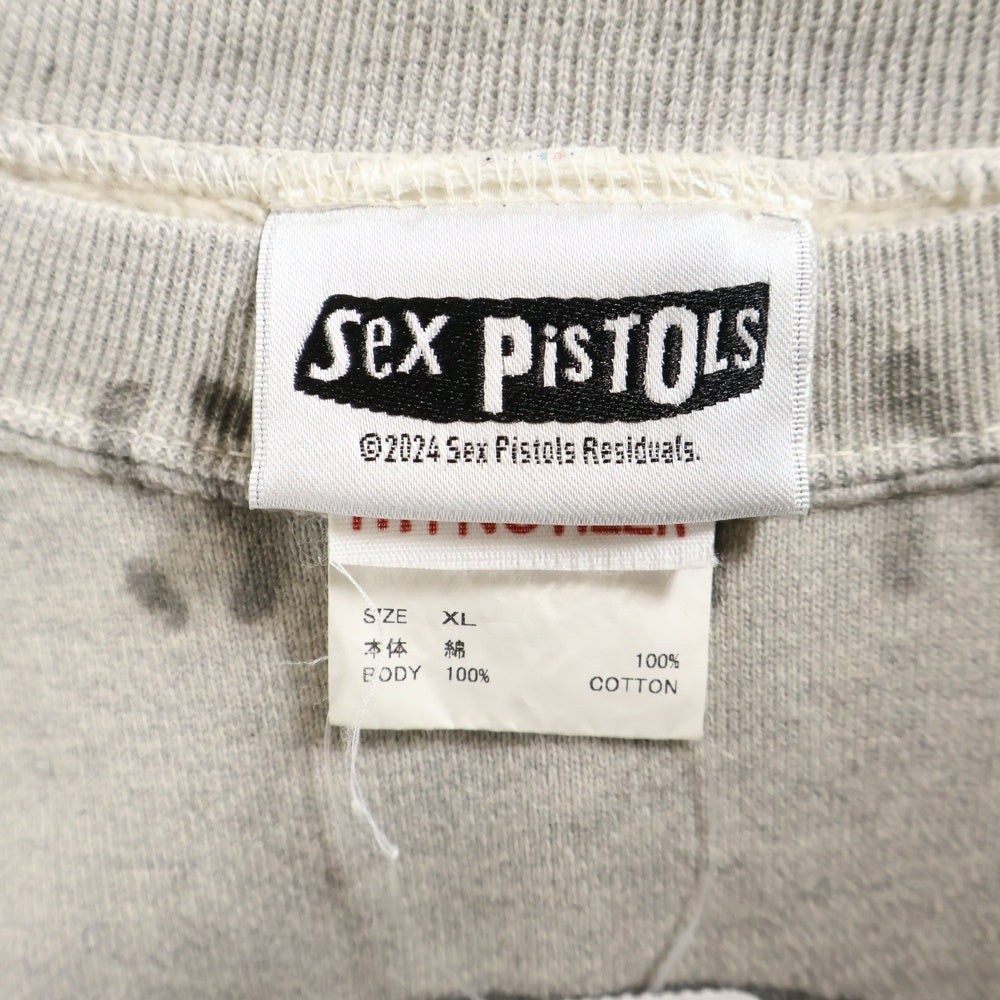 Sex PisTOLS
©2024 Sex Pistols Residuals.
SIZE XL
本体 綿
BODY 100%
100%
COTTON